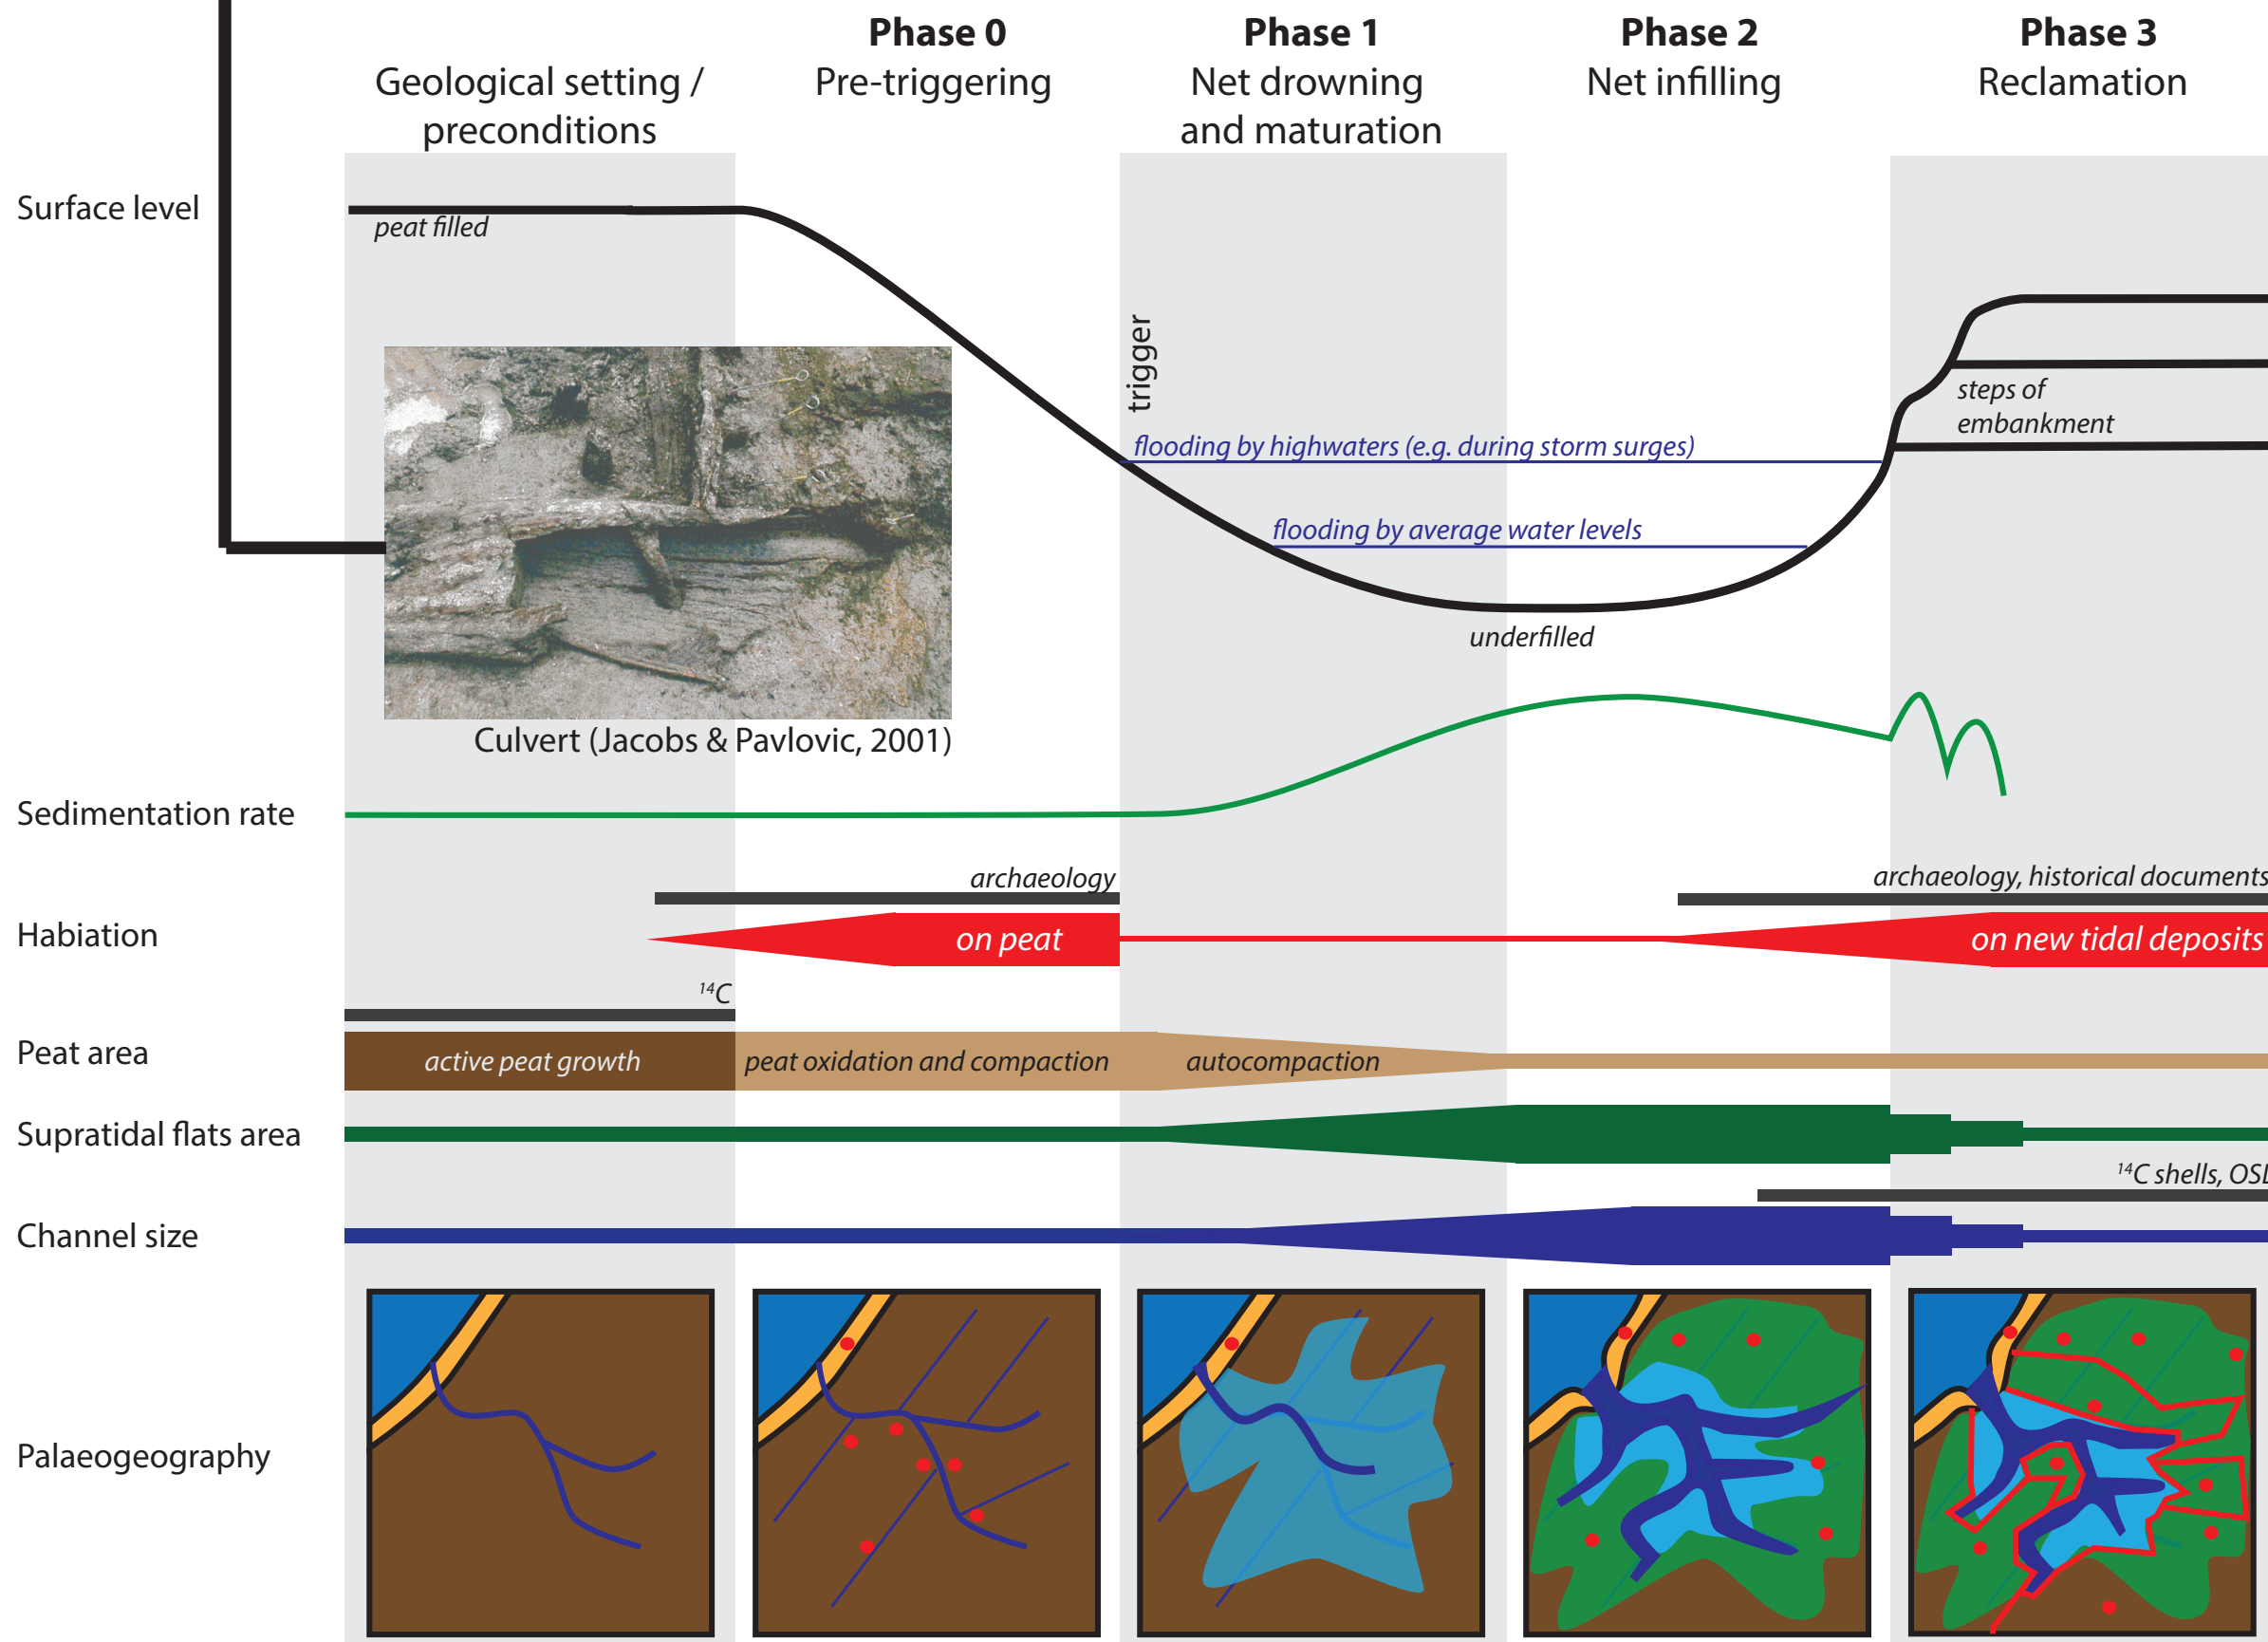 Phase 0
Phase 1
Phase 2
Phase 3
Geological setting /
preconditions
Pre-triggering
Net drowning
and maturation
Net infilling
Reclamation
Surface level
peat filled
trigger
flooding by highwaters (e.g. during storm surges)
flooding by average water levels
underfilled
steps of
embankment
Culvert (Jacobs & Pavlovic, 2001)
Sedimentation rate
archaeology
archaeology, historical documents
Habiation
on peat
on new tidal deposits
¹⁴C
Peat area
active peat growth
peat oxidation and compaction
autocompaction
Supratidal flats area
¹⁴C shells, OSL
Channel size
Palaeogeography